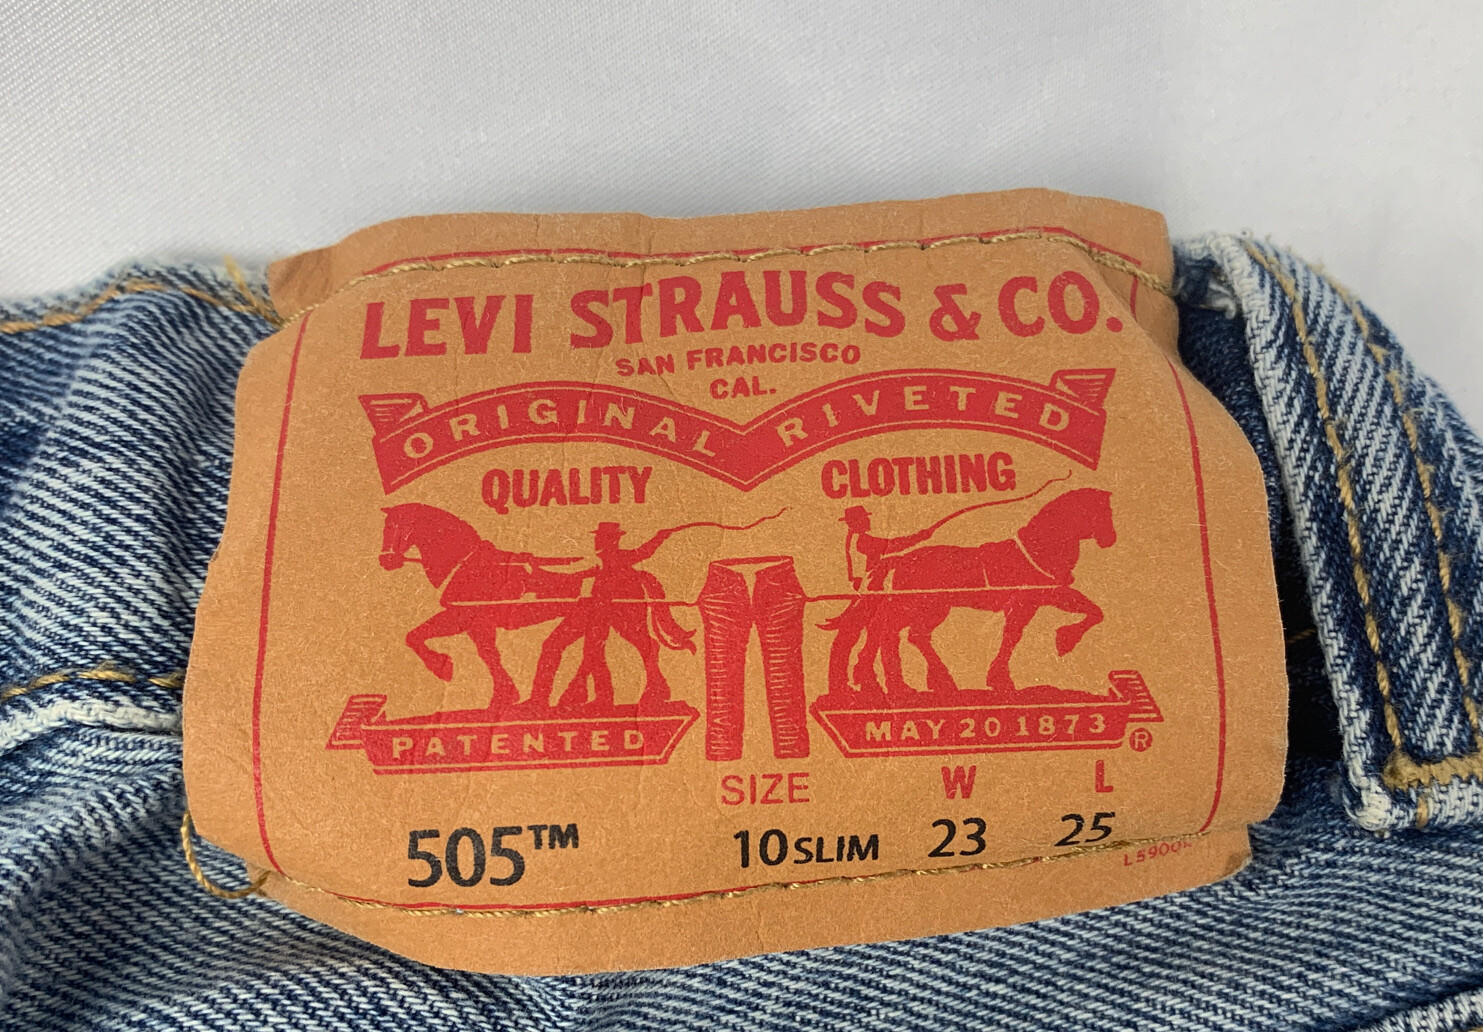 LEVI STRAUSS & CO.
SAN FRANCISCO
CAL.
ORIGINAL RIVETED
QUALITY CLOTHING
PATENTED MAY 20 1873 ®
SIZE W L
505™ 10 SLIM 23 25